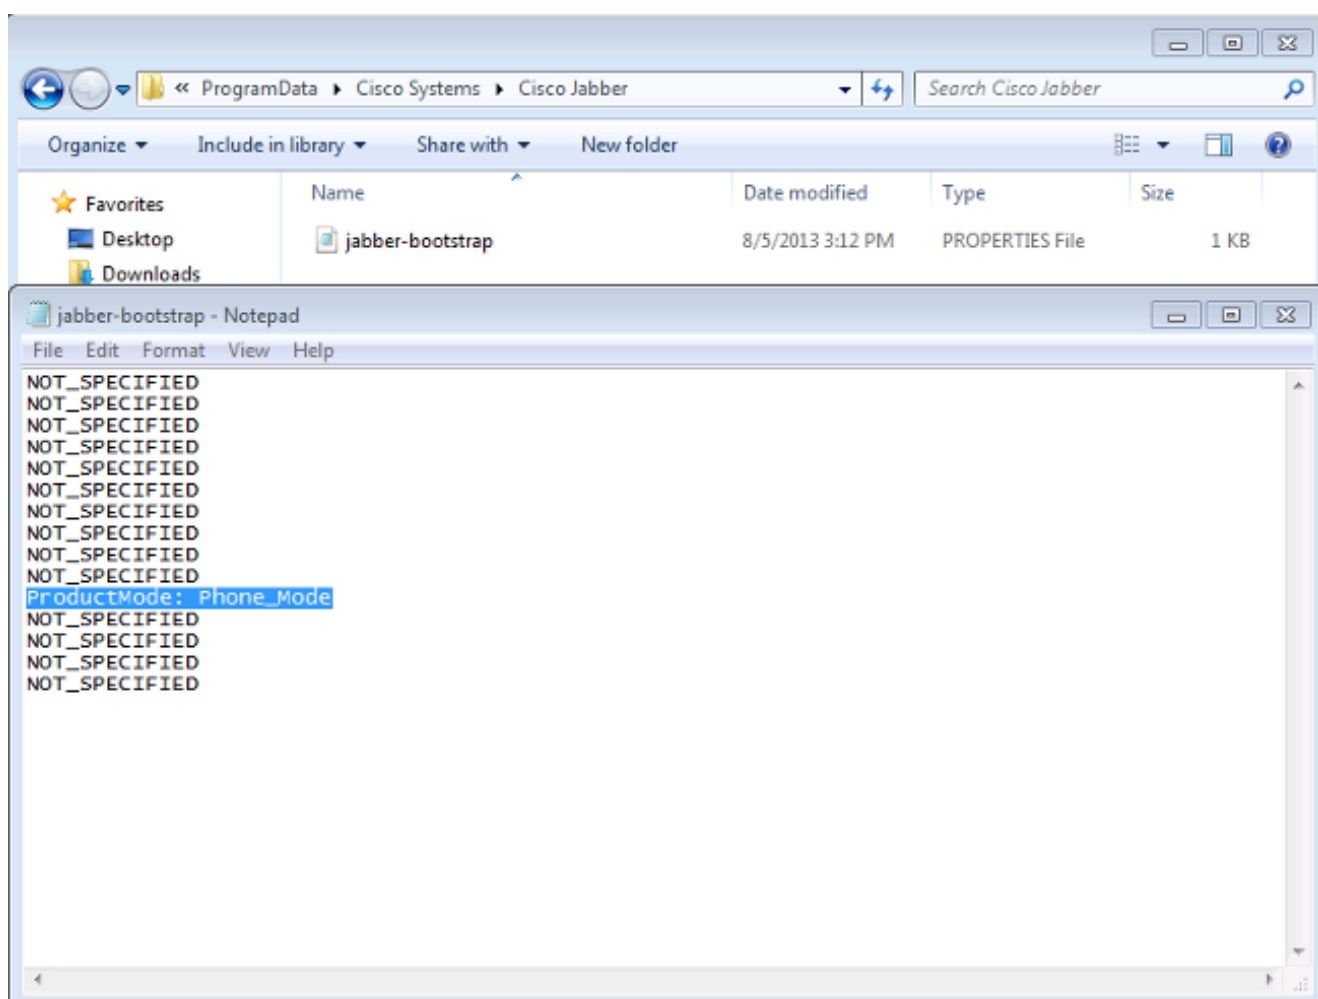 « ProgramData ▸ Cisco Systems ▸ Cisco Jabber
Search Cisco Jabber
Organize Include in library Share with New folder
Name Date modified Type Size
Favorites
Desktop
Downloads
jabber-bootstrap 8/5/2013 3:12 PM PROPERTIES File 1 KB
jabber-bootstrap - Notepad
File Edit Format View Help
NOT_SPECIFIED
NOT_SPECIFIED
NOT_SPECIFIED
NOT_SPECIFIED
NOT_SPECIFIED
NOT_SPECIFIED
NOT_SPECIFIED
NOT_SPECIFIED
NOT_SPECIFIED
NOT_SPECIFIED
ProductMode: Phone_Mode
NOT_SPECIFIED
NOT_SPECIFIED
NOT_SPECIFIED
NOT_SPECIFIED